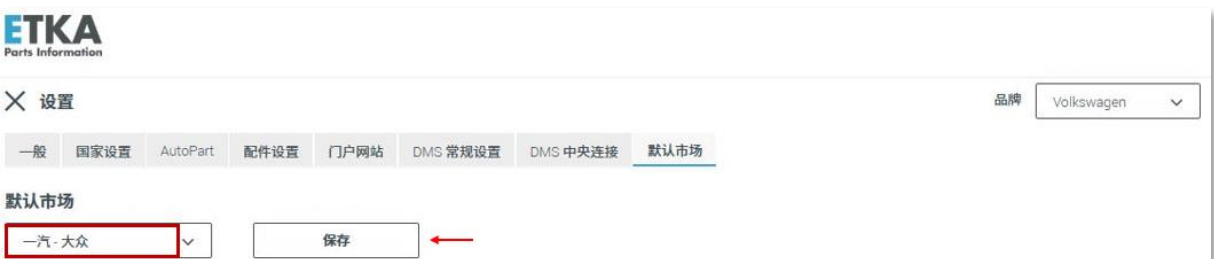 ETKA
Parts Information
设置
品牌 Volkswagen
一般 国家设置 AutoPart 配件设置 门户网站 DMS 常规设置 DMS 中央连接 默认市场
默认市场
一汽 - 大众 保存